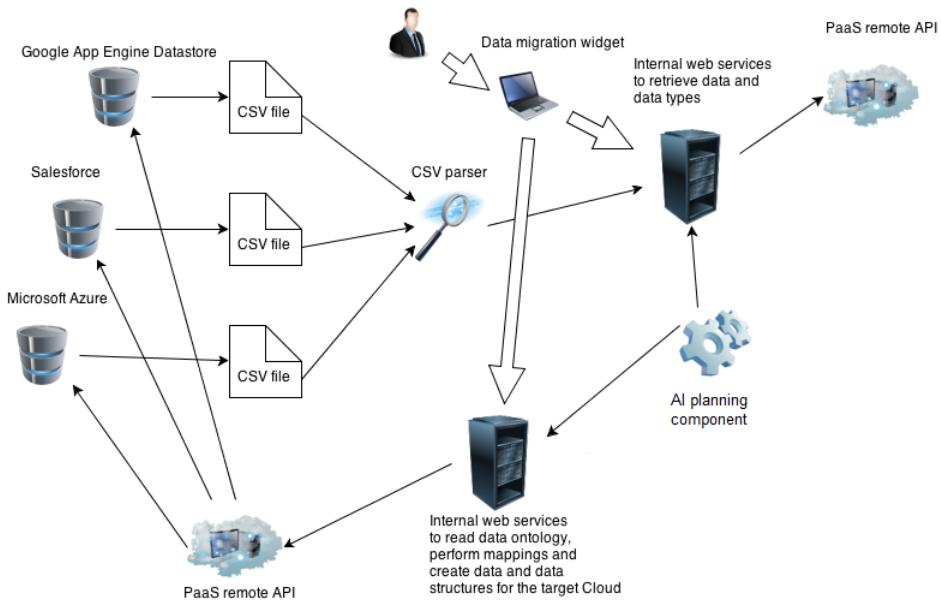 PaaS remote API
Data migration widget
Google App Engine Datastore
Internal web services
to retrieve data and
data types
CSV file
Salesforce
CSV parser
CSV file
Microsoft Azure
CSV file
AI planning
component
Internal web services
to read data ontology,
perform mappings and
create data and data
structures for the target Cloud
PaaS remote API